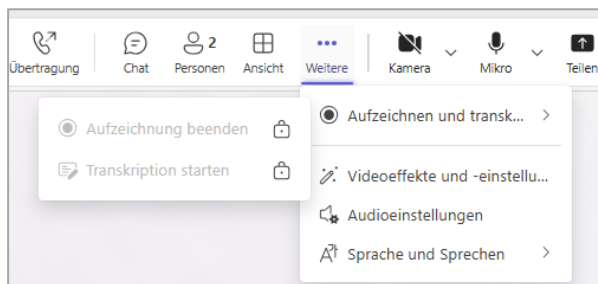 Übertragung Chat 2 Personen Ansicht Weitere Kamera Mikro Teilen
Aufzeichnen und transk...
Aufzeichnung beenden
Transkription starten
Videoeffekte und -einstellu...
Audioeinstellungen
Sprache und Sprechen